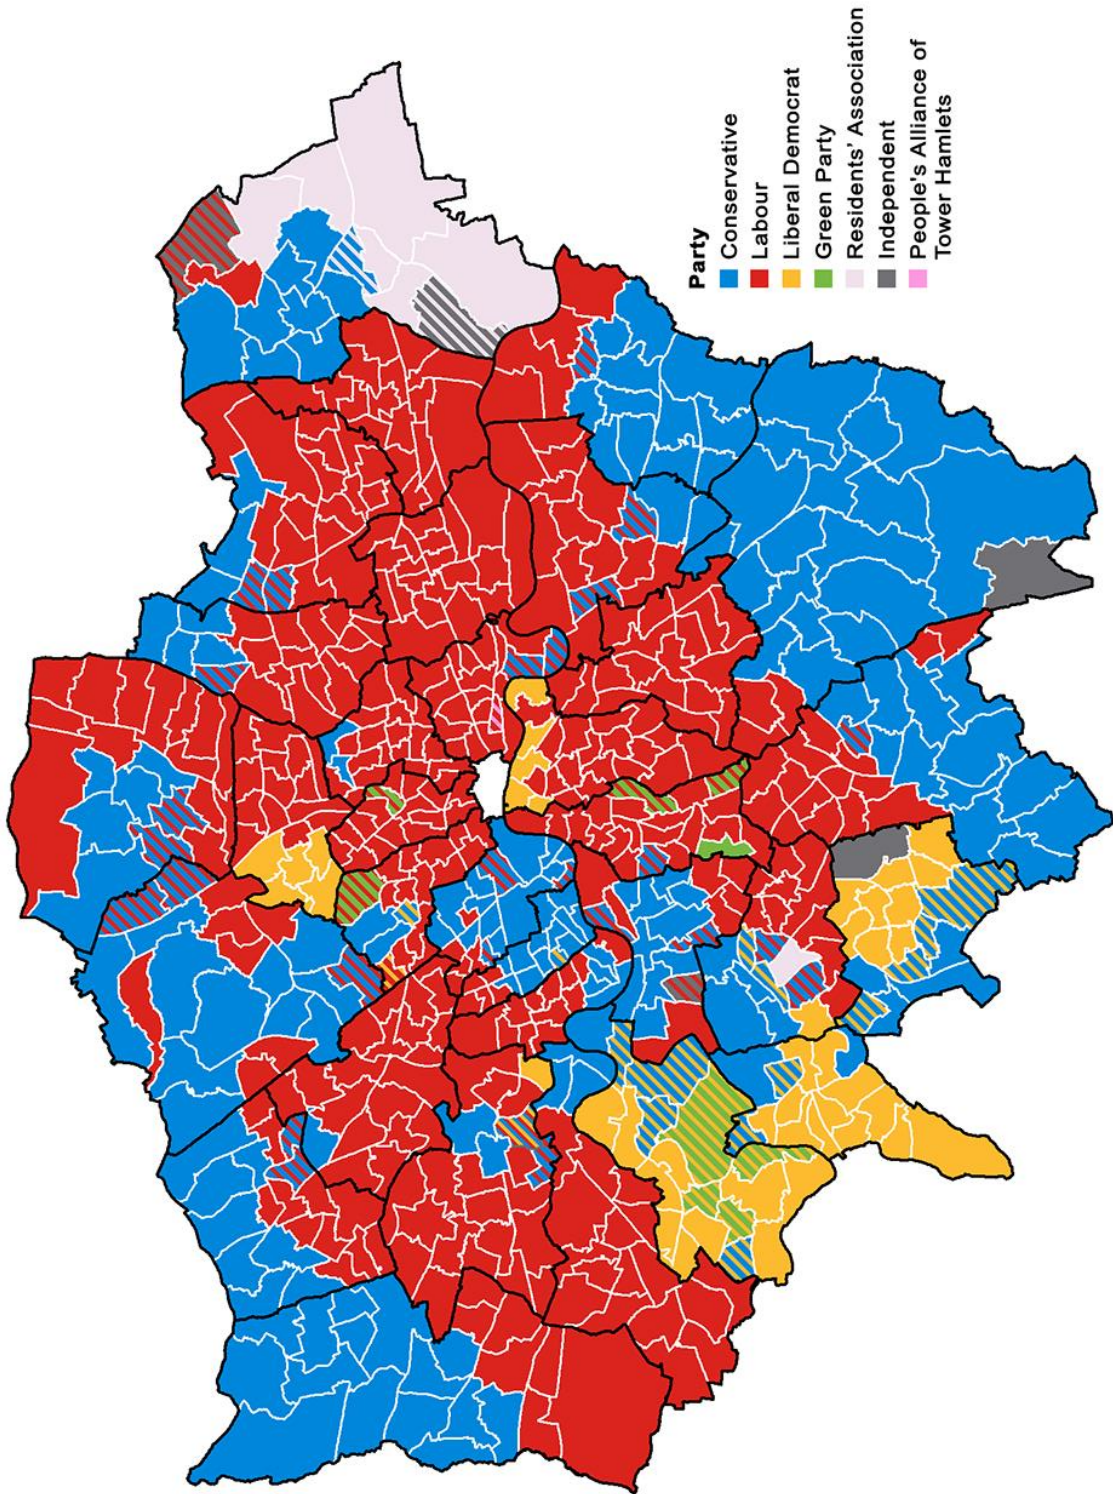 Party
Conservative
Labour
Liberal Democrat
Green Party
Residents' Association
Independent
People's Alliance of
Tower Hamlets